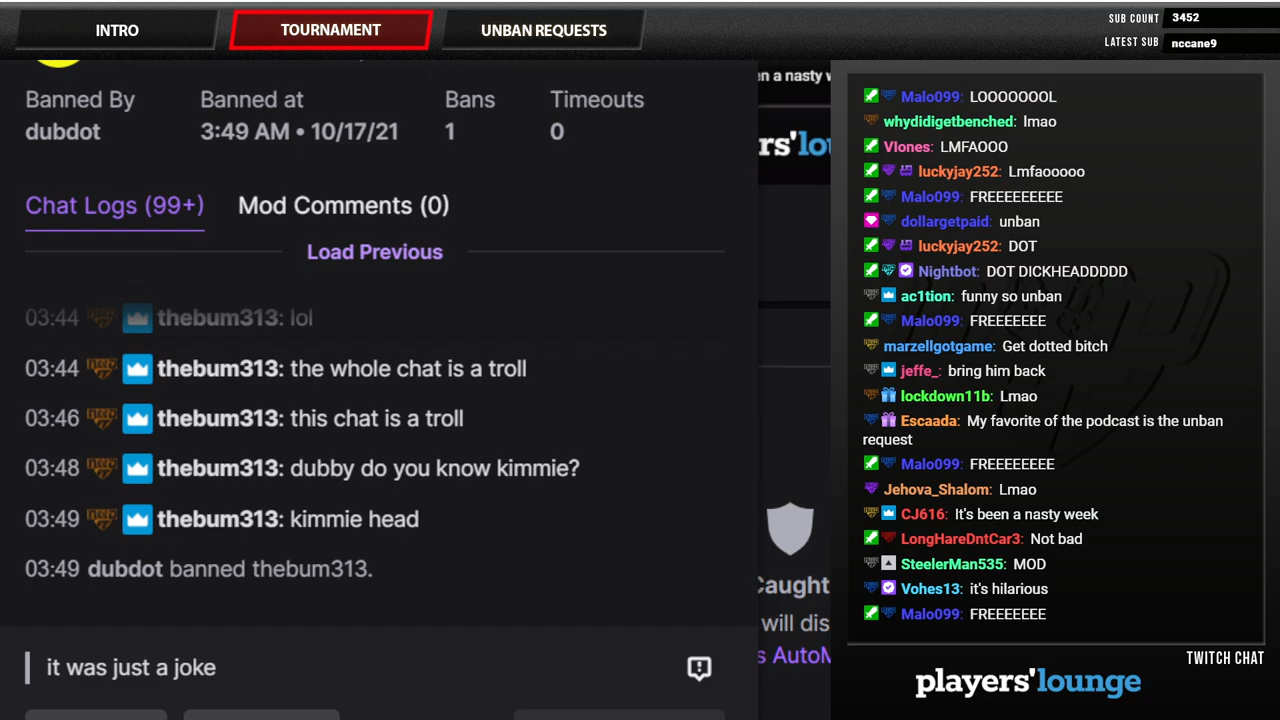 INTRO
TOURNAMENT
UNBAN REQUESTS
SUB COUNT 3452
LATEST SUB nccane9
Banned By Banned at Bans Timeouts
dubdot 3:49 AM • 10/17/21 1 0
Chat Logs (99+) Mod Comments (0)
Load Previous
03:44 thebum313: lol
03:44 thebum313: the whole chat is a troll
03:46 thebum313: this chat is a troll
03:48 thebum313: dubby do you know kimmie?
03:49 thebum313: kimmie head
03:49 dubdot banned thebum313.
it was just a joke
n a nasty
rs'lo
Caught
will dis
s AutoM
Malo099: LOOOOOOOL
whydidigetbenched: lmao
Vlones: LMFAOOO
luckyjay252: Lmfaooooo
Malo099: FREEEEEEEEE
dollargetpaid: unban
luckyjay252: DOT
Nightbot: DOT DICKHEADDDDD
ac1tion: funny so unban
Malo099: FREEEEEEE
marzellgotgame: Get dotted bitch
jeffe_: bring him back
lockdown11b: Lmao
Escaada: My favorite of the podcast is the unban
request
Malo099: FREEEEEEEE
Jehova_Shalom: Lmao
CJ616: It's been a nasty week
LongHareDntCar3: Not bad
SteelerMan535: MOD
Vohes13: it's hilarious
Malo099: FREEEEEEE
TWITCH CHAT
players'lounge